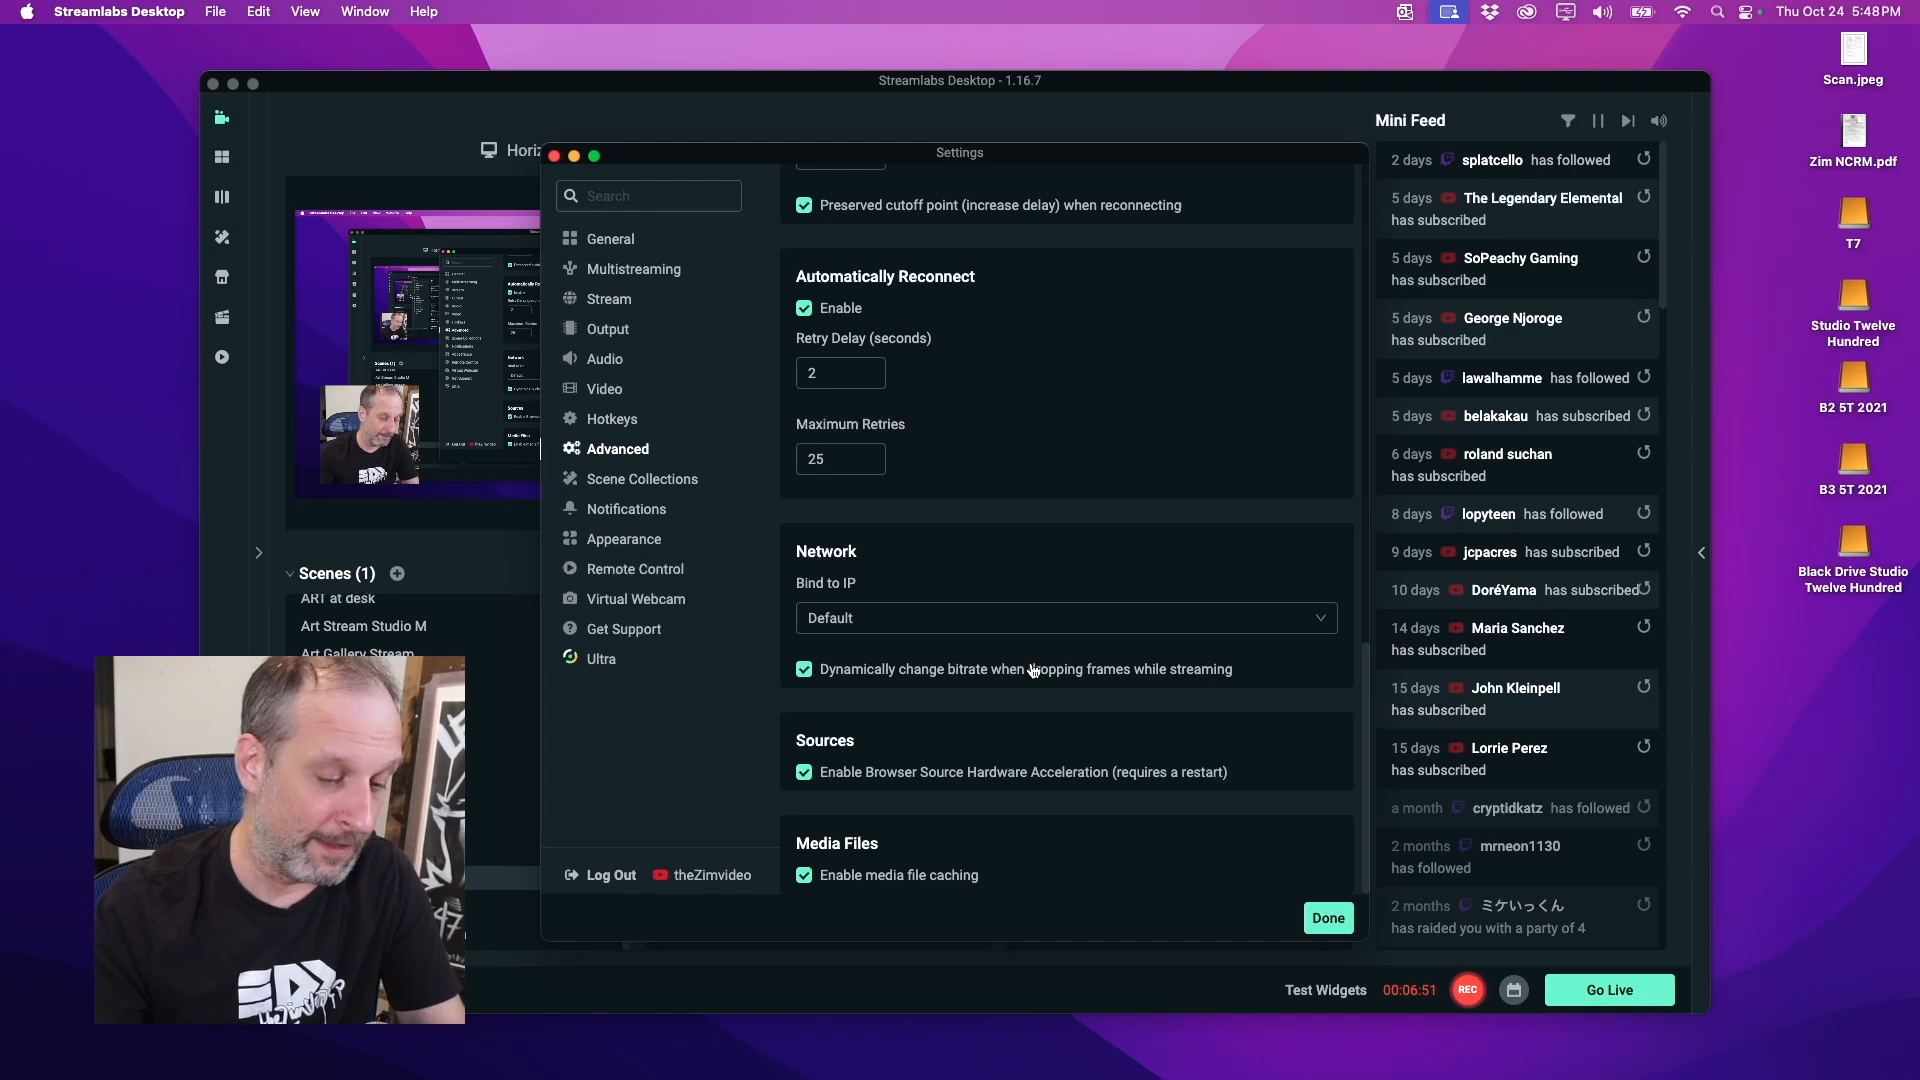 Streamlabs Desktop File Edit View Window Help
Thu Oct 24 5:48 PM
Streamlabs Desktop - 1.16.7
Horiz
Scenes (1)
ART at desk
Art Stream Studio M
Art Gallery Stream
Settings
Search
General
Multistreaming
Stream
Output
Audio
Video
Hotkeys
Advanced
Scene Collections
Notifications
Appearance
Remote Control
Virtual Webcam
Get Support
Ultra
Log Out theZimvideo
Preserved cutoff point (increase delay) when reconnecting
Automatically Reconnect
Enable
Retry Delay (seconds)
2
Maximum Retries
25
Network
Bind to IP
Default
Dynamically change bitrate when dropping frames while streaming
Sources
Enable Browser Source Hardware Acceleration (requires a restart)
Media Files
Enable media file caching
Done
Mini Feed
2 days splatcello has followed
5 days The Legendary Elemental
has subscribed
5 days SoPeachy Gaming
has subscribed
5 days George Njoroge
has subscribed
5 days lawalhamme has followed
5 days belakakau has subscribed
6 days roland suchan
has subscribed
8 days lopyteen has followed
9 days jcpacres has subscribed
10 days DoréYama has subscribed
14 days Maria Sanchez
has subscribed
15 days John Kleinpell
has subscribed
15 days Lorrie Perez
has subscribed
a month cryptidkatz has followed
2 months mrneon1130
has followed
2 months ミケいっくん
has raided you with a party of 4
Test Widgets 00:06:51 REC Go Live
Scan.jpeg
Zim NCRM.pdf
T7
Studio Twelve
Hundred
B2 5T 2021
B3 5T 2021
Black Drive Studio
Twelve Hundred